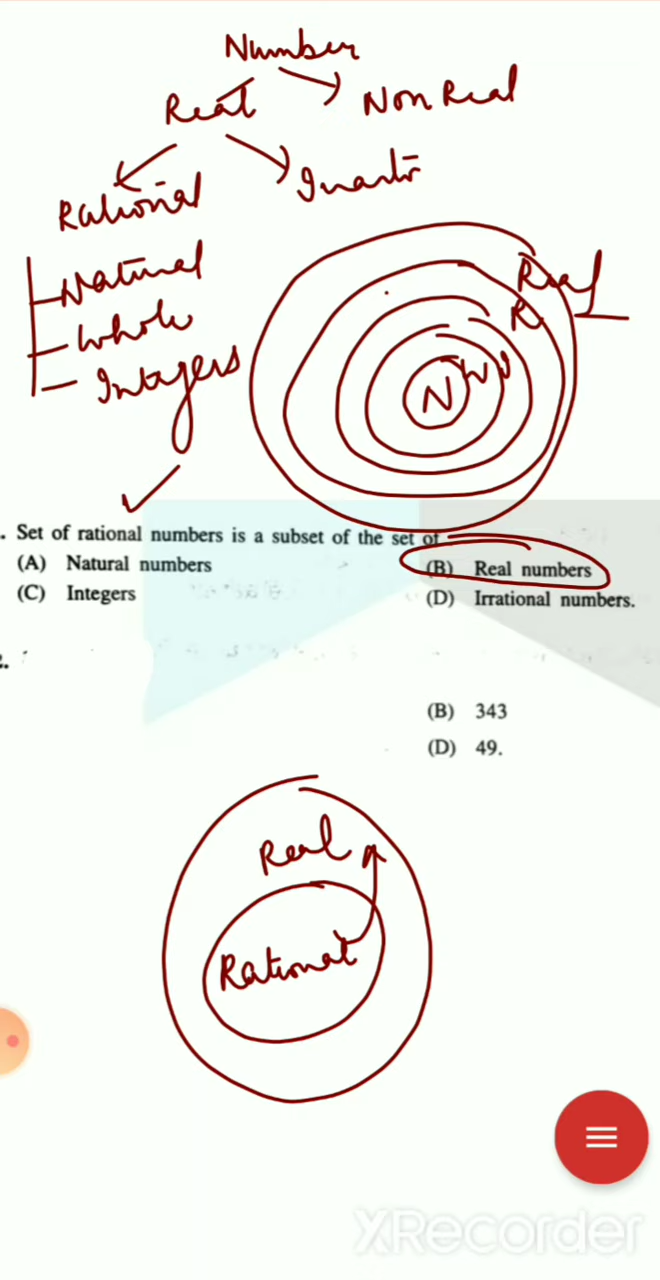 Number
Real Non Real
Rational
Natural
Whole
Integers
Real
R
N W
. Set of rational numbers is a subset of the set of
(A) Natural numbers (B) Real numbers
(C) Integers (D) Irrational numbers.
(B) 343
(D) 49.
Real
Rational
XRecorder